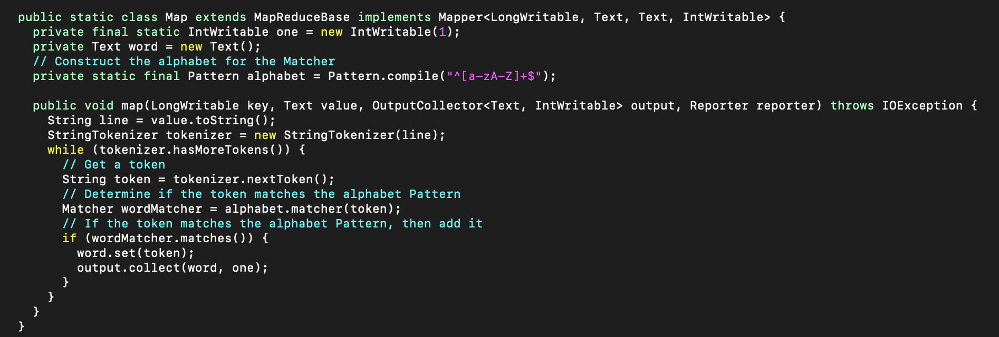 public static class Map extends MapReduceBase implements Mapper<LongWritable, Text, Text, IntWritable> {
  private final static IntWritable one = new IntWritable(1);
  private Text word = new Text();
  // Construct the alphabet for the Matcher
  private static final Pattern alphabet = Pattern.compile("^[a-zA-Z]+$");

  public void map(LongWritable key, Text value, OutputCollector<Text, IntWritable> output, Reporter reporter) throws IOException {
    String line = value.toString();
    StringTokenizer tokenizer = new StringTokenizer(line);
    while (tokenizer.hasMoreTokens()) {
      // Get a token
      String token = tokenizer.nextToken();
      // Determine if the token matches the alphabet Pattern
      Matcher wordMatcher = alphabet.matcher(token);
      // If the token matches the alphabet Pattern, then add it
      if (wordMatcher.matches()) {
        word.set(token);
        output.collect(word, one);
      }
    }
  }
}